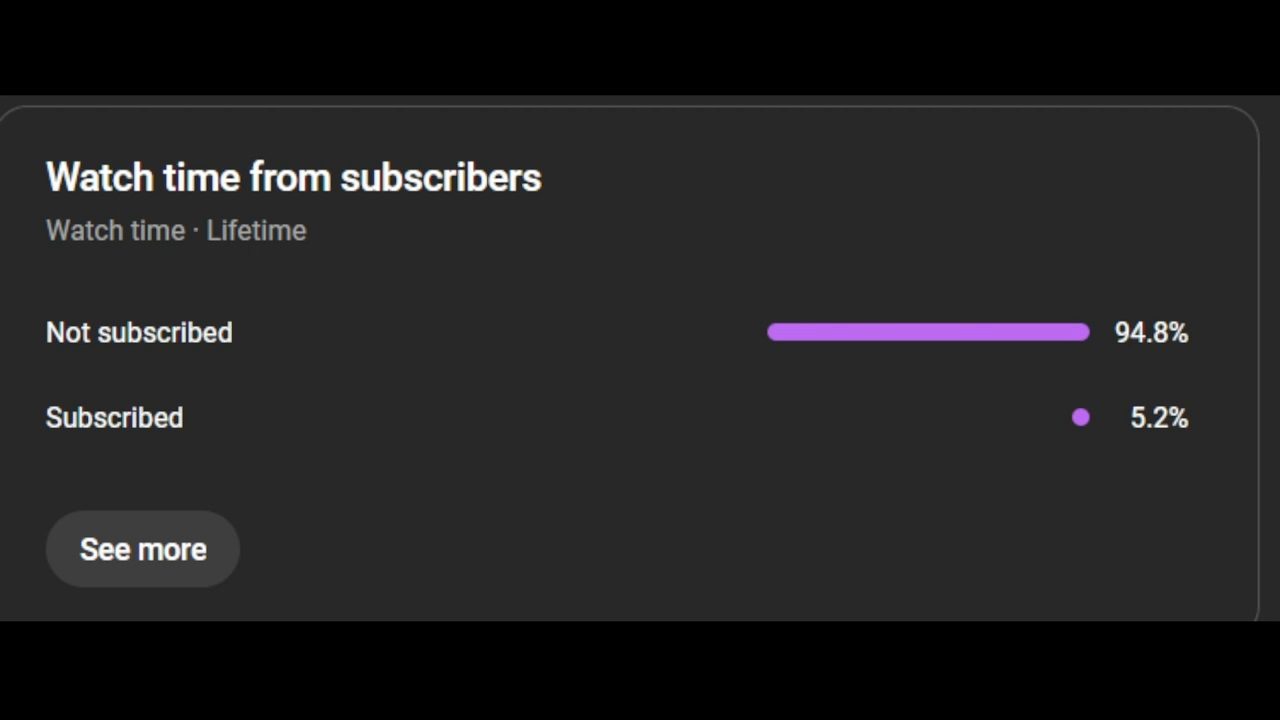 Watch time from subscribers
Watch time · Lifetime
Not subscribed 94.8%
Subscribed 5.2%
See more